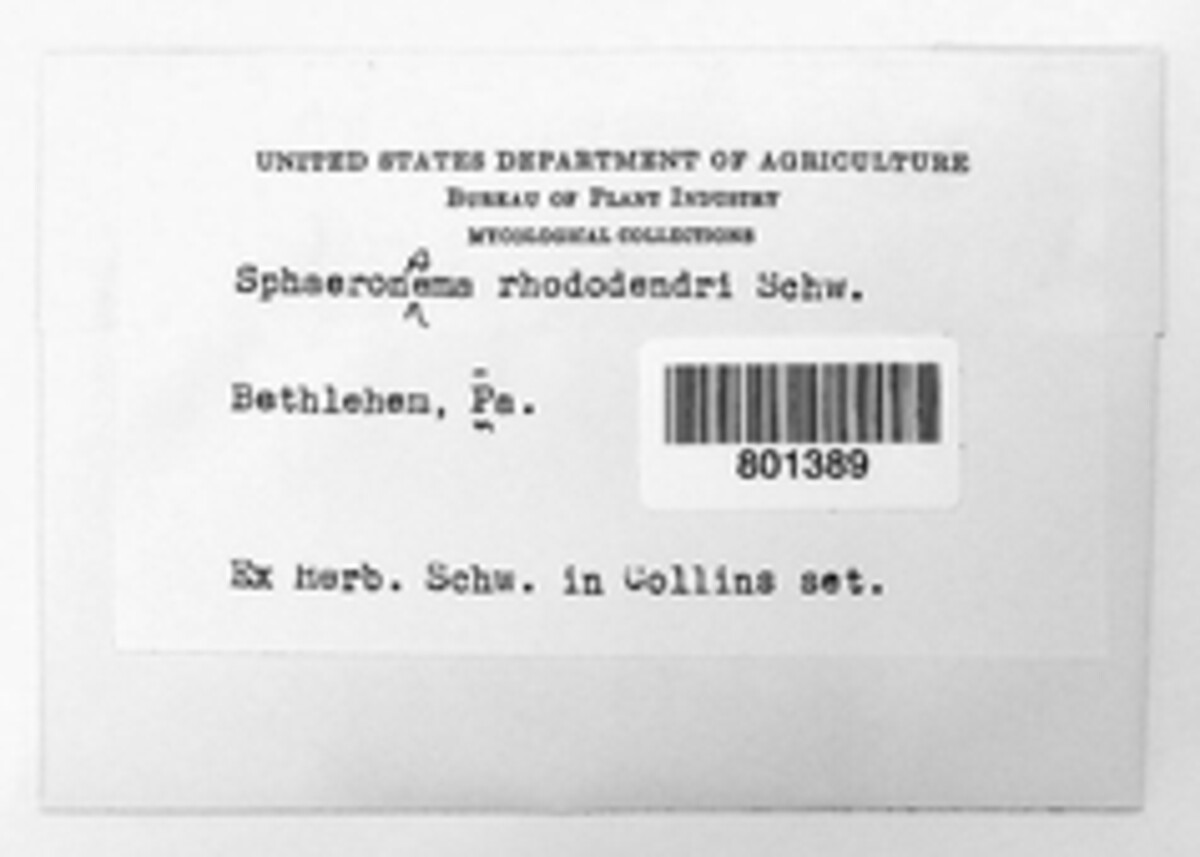 UNITED STATES DEPARTMENT OF AGRICULTURE
BUREAU OF PLANT INDUSTRY
MYCOLOGICAL COLLECTIONS
Sphaeronaema rhododendri Schw.
Bethlehem, Pa.
801389
Ex Herb. Schw. in Collins set.